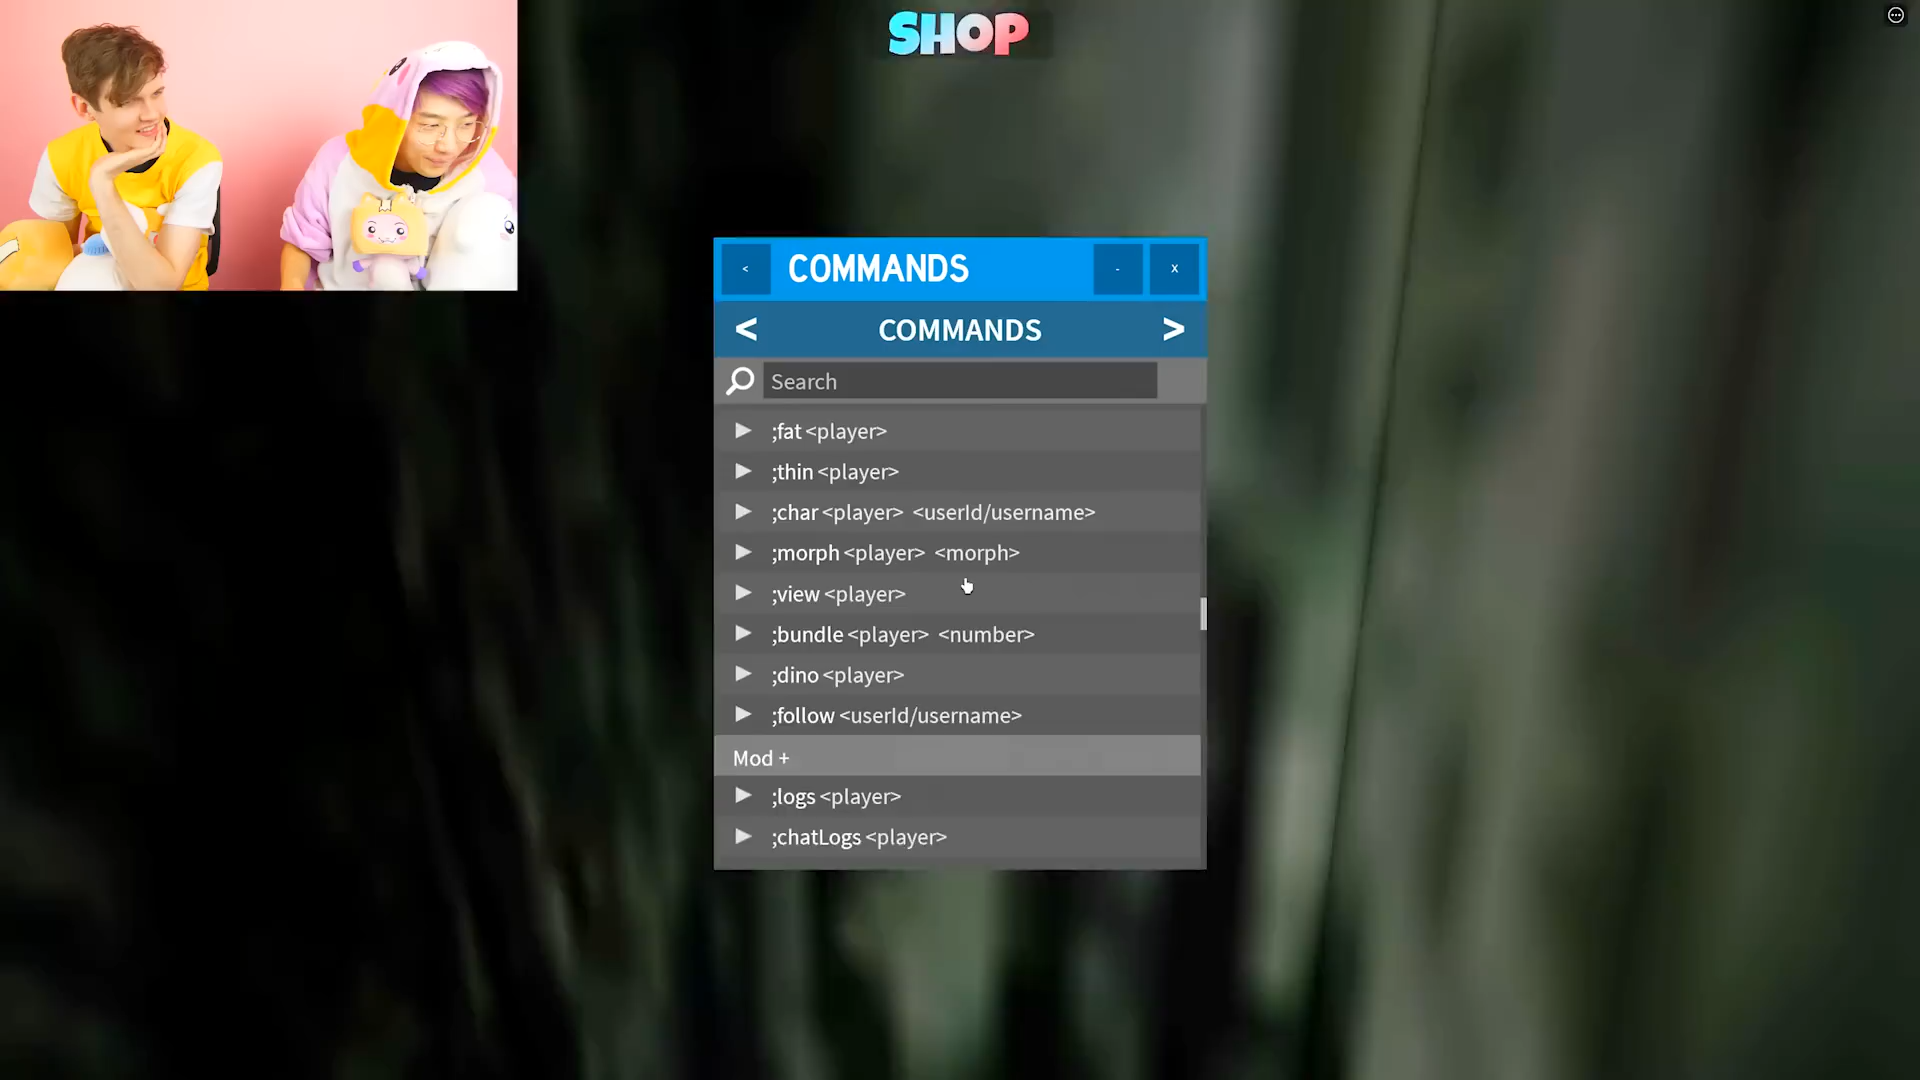 SHOP
< COMMANDS - X
< COMMANDS >
Search
;fat <player>
;thin <player>
;char <player> <userId/username>
;morph <player> <morph>
;view <player>
;bundle <player> <number>
;dino <player>
;follow <userId/username>
Mod +
;logs <player>
;chatLogs <player>